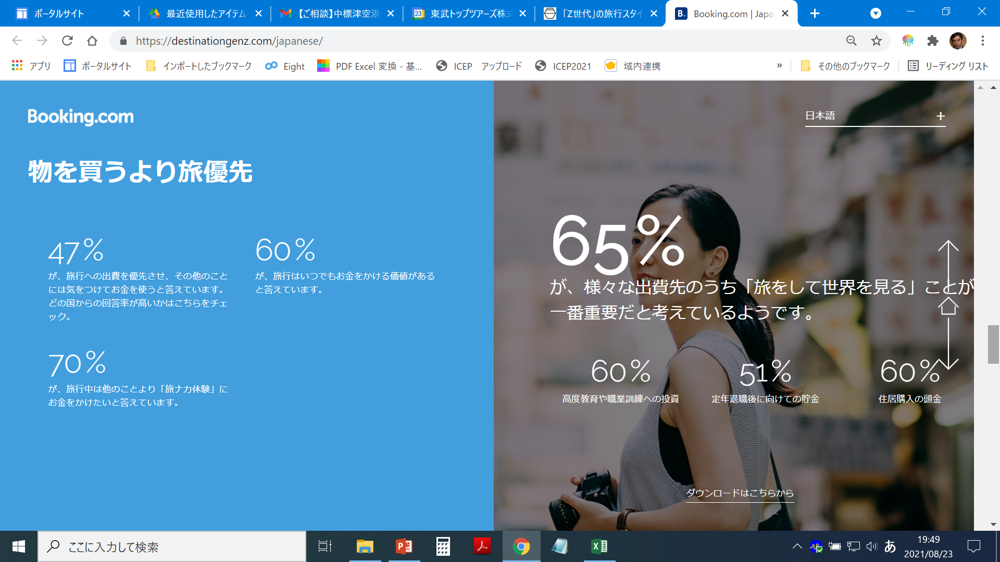 ポータルサイト
最近使用したアイテム
【ご相談】中標津空港
23
東武トップツアーズ株式
「Z世代」の旅行スタイ
B.
Booking.com | Japa
https://destinationgenz.com/japanese/
アプリ
ポータルサイト
インポートしたブックマーク
Eight
PDF Excel 変換 - 基...
ICEP アップロード
ICEP2021
域内連携
»
その他のブックマーク
リーディング リスト
Booking.com
日本語 +
物を買うより旅優先
47%
が、旅行への出費を優先させ、その他のこと
には気をつけてお金を使うと答えています。
どの国からの回答率が高いかはこちらをチェ
ック。
60%
が、旅行はいつでもお金をかける価値がある
と答えています。
70%
が、旅行中は他のことより「旅ナカ体験」に
お金をかけたいと答えています。
65%
が、様々な出費先のうち「旅をして世界を見る」ことが
一番重要だと考えているようです。
60%
高度教育や職業訓練への投資
51%
定年退職後に向けての貯金
60%
住居購入の頭金
ダウンロードはこちらから
ここに入力して検索
あ
19:49
2021/08/23